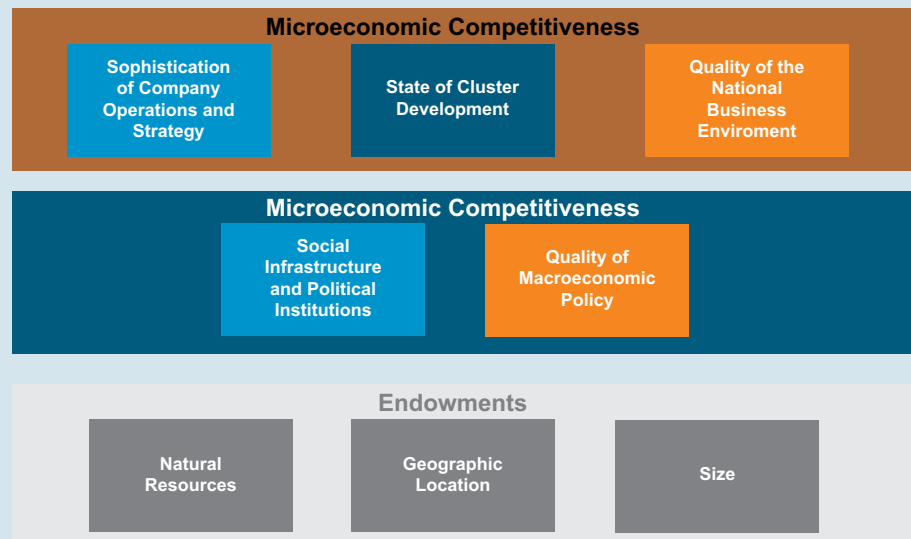 Microeconomic Competitiveness
Sophistication
of Company
Operations and
Strategy
State of Cluster
Development
Quality of the
National
Business
Enviroment
Microeconomic Competitiveness
Social
Infrastructure
and Political
Institutions
Quality of
Macroeconomic
Policy
Endowments
Natural
Resources
Geographic
Location
Size